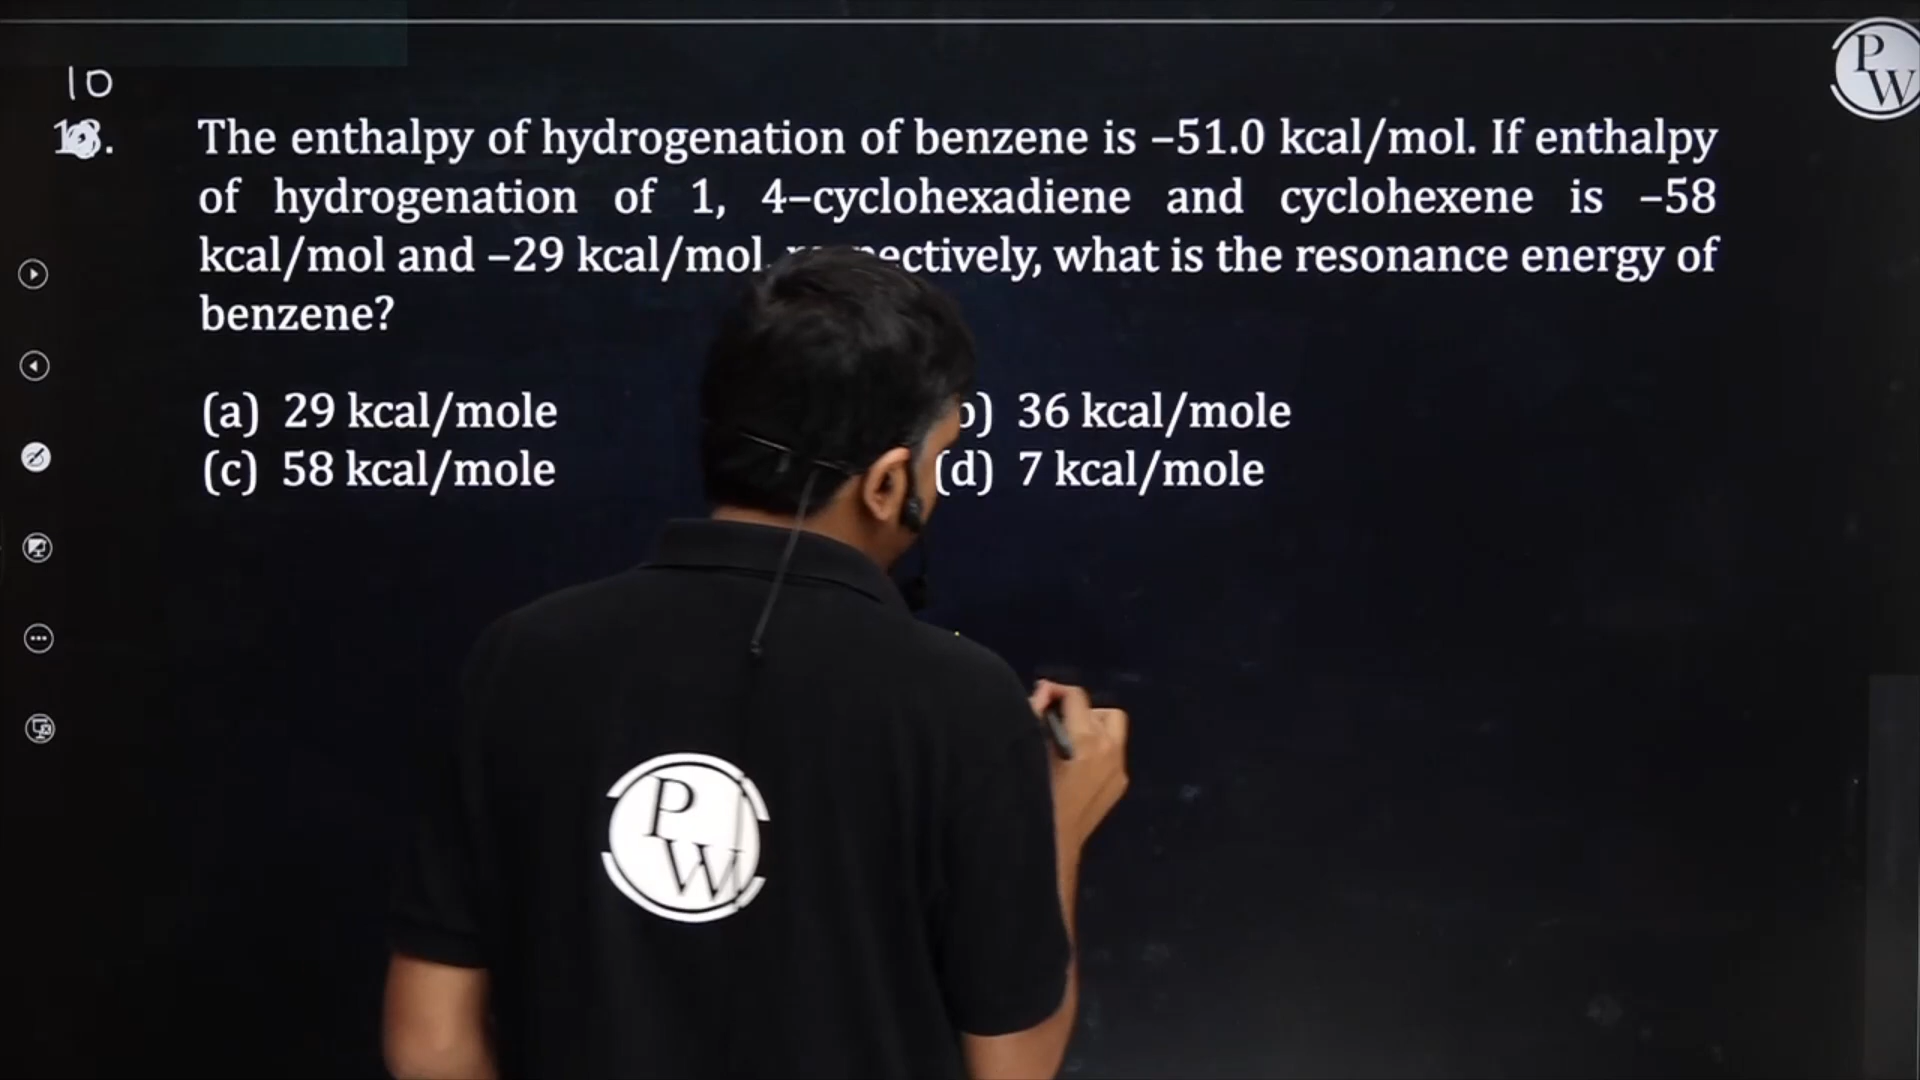 PW
10
The enthalpy of hydrogenation of benzene is –51.0 kcal/mol. If enthalpy
of hydrogenation of 1, 4–cyclohexadiene and cyclohexene is –58
kcal/mol and –29 kcal/mol, what is the resonance energy of
benzene?
(a) 29 kcal/mole
36 kcal/mole
(c) 58 kcal/mole
(d) 7 kcal/mole
PW